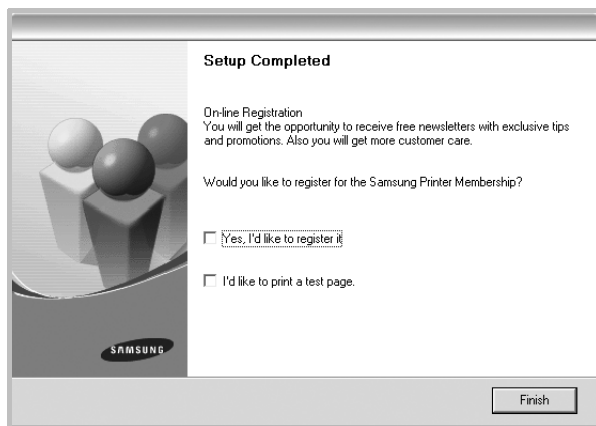 Setup Completed
On-line Registration
You will get the opportunity to receive free newsletters with exclusive tips
and promotions. Also you will get more customer care.
Would you like to register for the Samsung Printer Membership?
Yes, I'd like to register it
I'd like to print a test page.
SAMSUNG
Finish